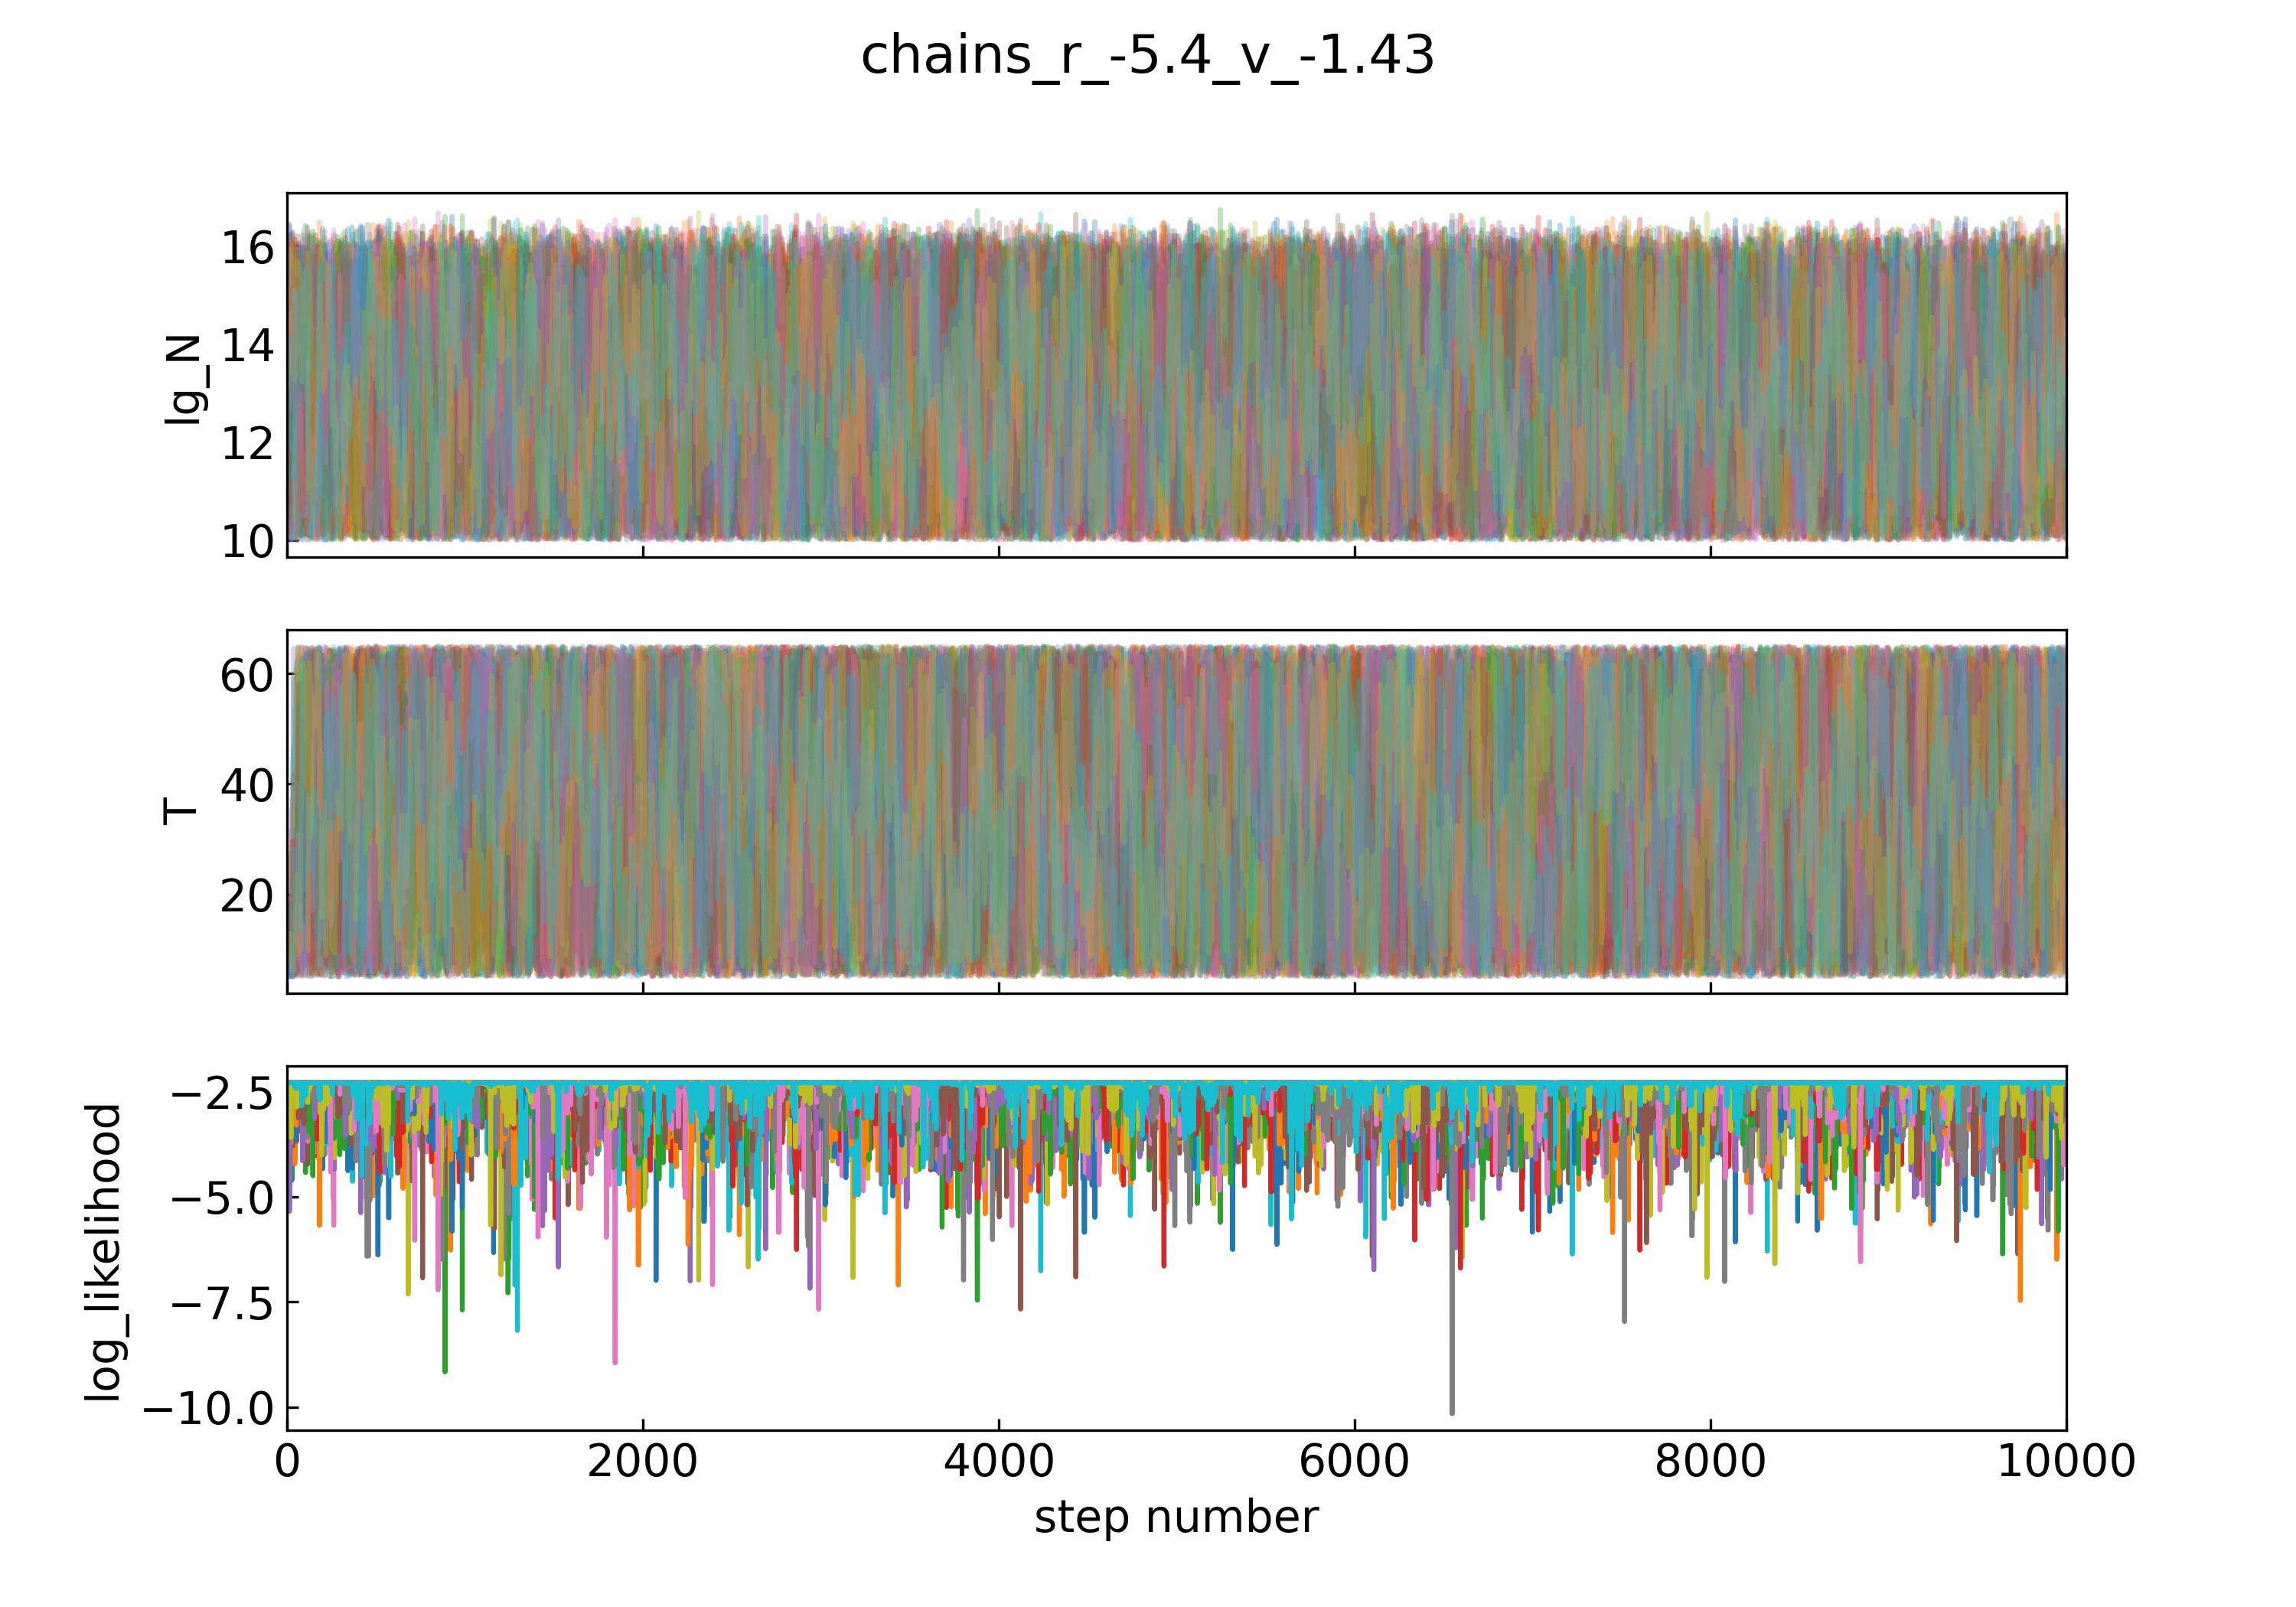 chains_r_-5.4_v_-1.43
16
14
12
10
lg_N
60
40
20
T
−2.5
−5.0
−7.5
−10.0
log_likelihood
0 2000 4000 6000 8000 10000
step number